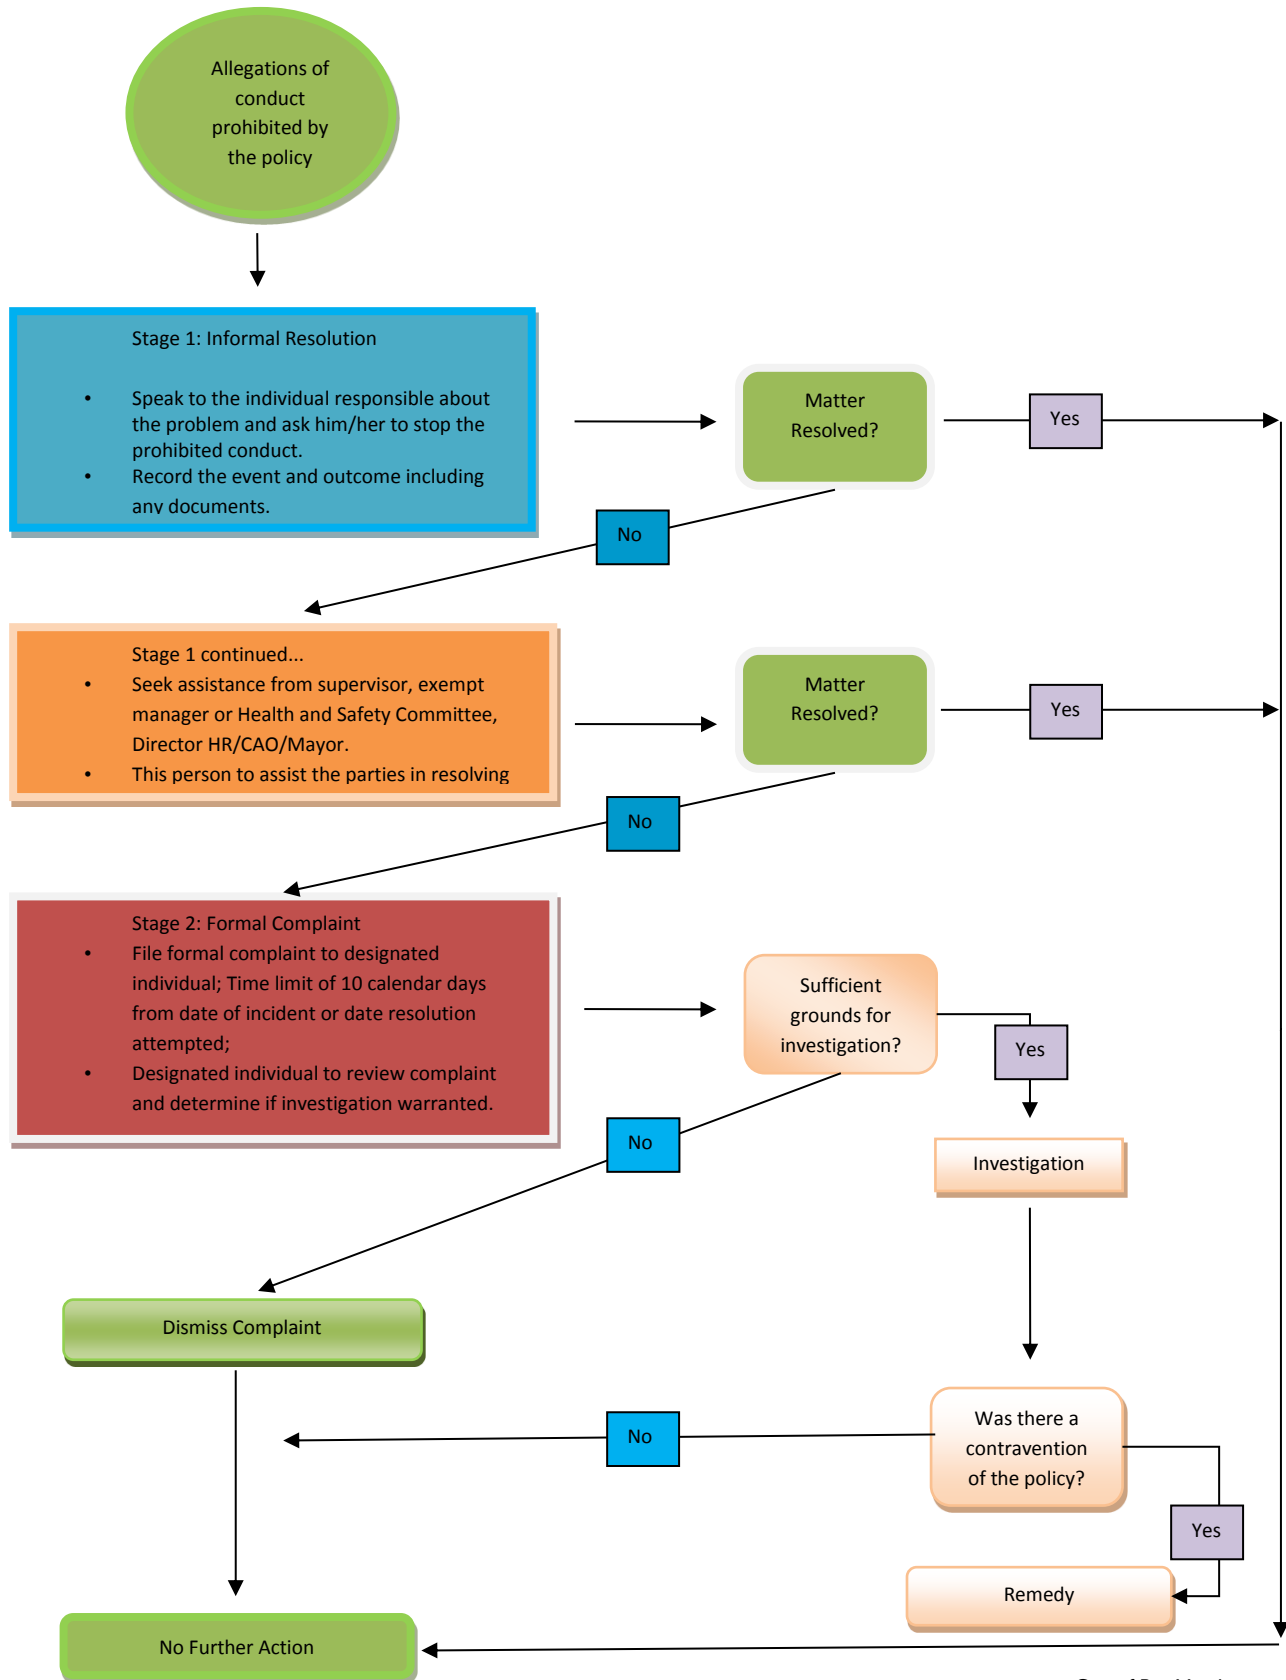 Allegations of
conduct
prohibited by
the policy
Stage 1: Informal Resolution
• Speak to the individual responsible about
the problem and ask him/her to stop the
prohibited conduct.
• Record the event and outcome including
any documents.
Matter
Resolved?
Yes
No
Stage 1 continued...
• Seek assistance from supervisor, exempt
manager or Health and Safety Committee,
Director HR/CAO/Mayor.
• This person to assist the parties in resolving
Matter
Resolved?
Yes
No
Stage 2: Formal Complaint
• File formal complaint to designated
individual; Time limit of 10 calendar days
from date of incident or date resolution
attempted;
• Designated individual to review complaint
and determine if investigation warranted.
Sufficient
grounds for
investigation?
Yes
No
Investigation
Dismiss Complaint
Was there a
contravention
of the policy?
No
Yes
Remedy
No Further Action